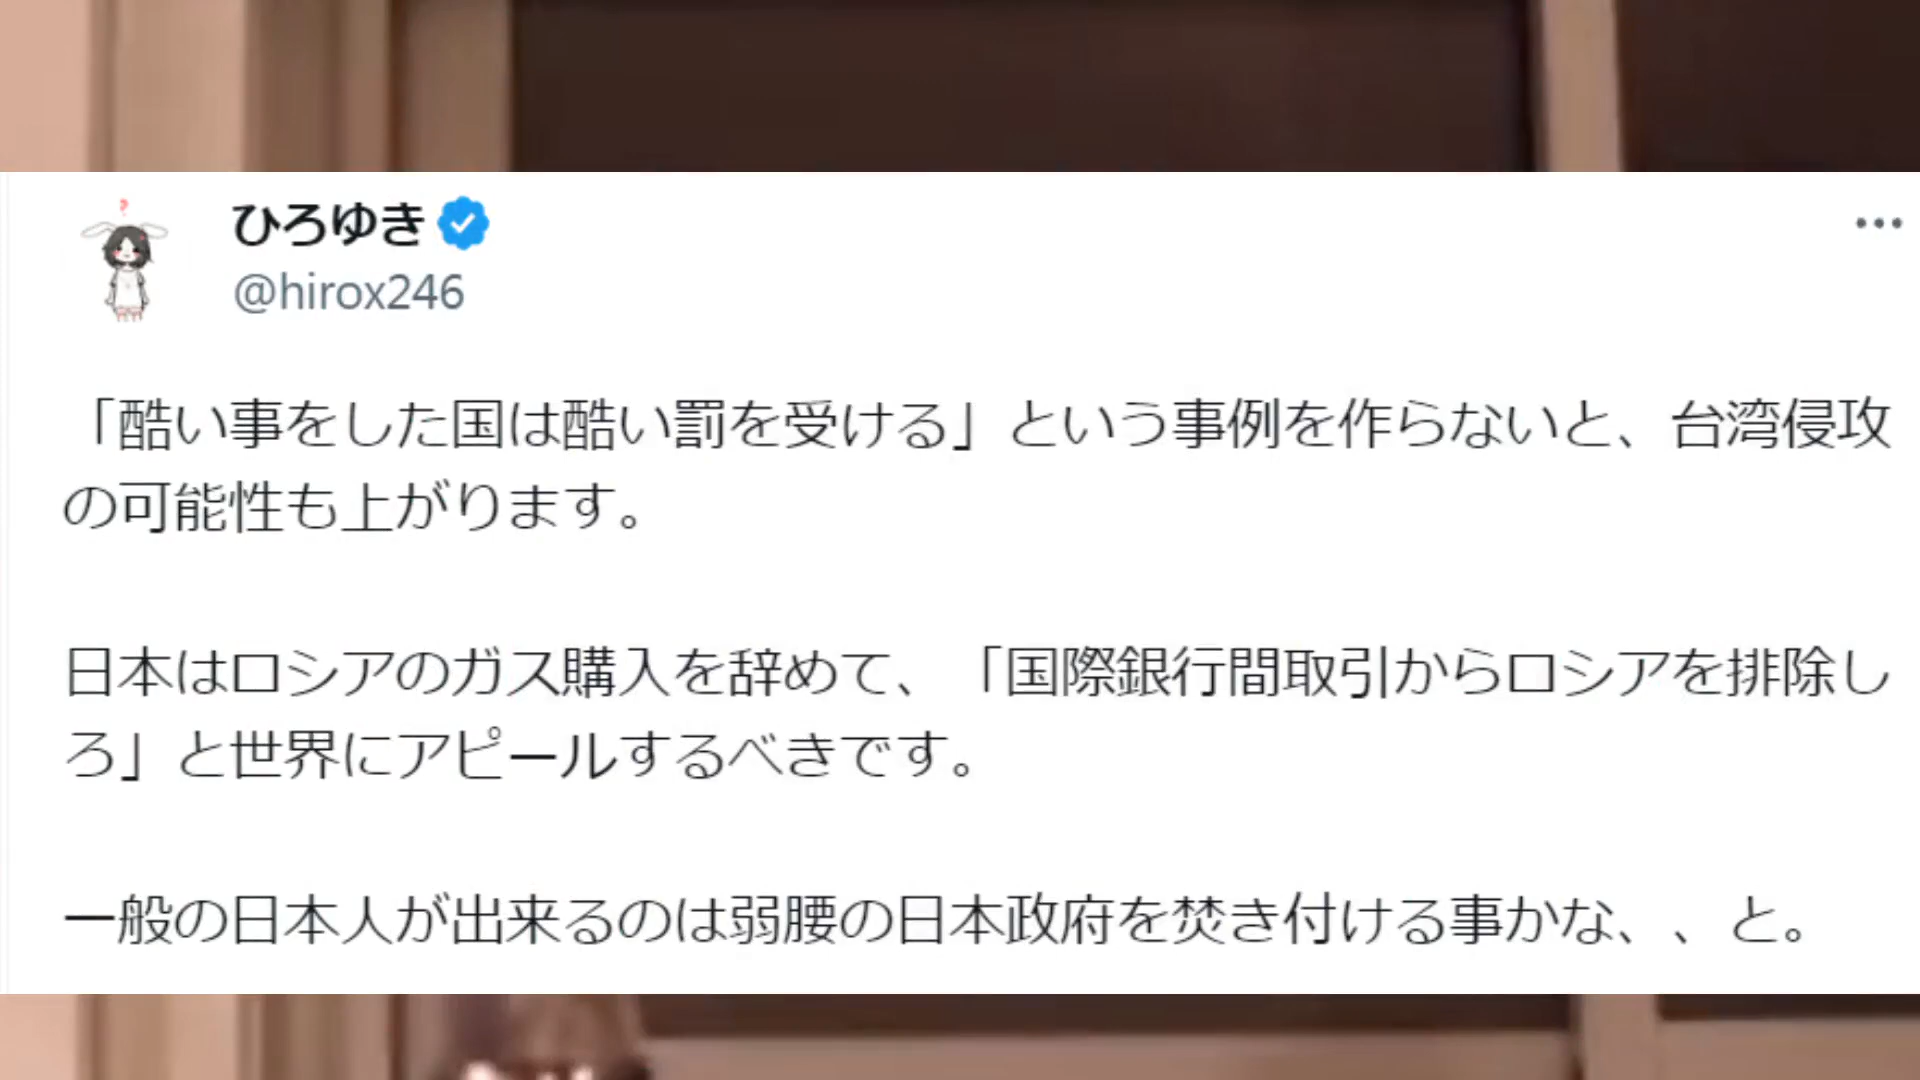 ひろゆき
@hirox246
「酷い事をした国は酷い罰を受ける」という事例を作らないと、台湾侵攻
の可能性も上がります。
日本はロシアのガス購入を辞めて、「国際銀行間取引からロシアを排除し
ろ」と世界にアピールするべきです。
一般の日本人が出来るのは弱腰の日本政府を焚き付ける事かな、、と。